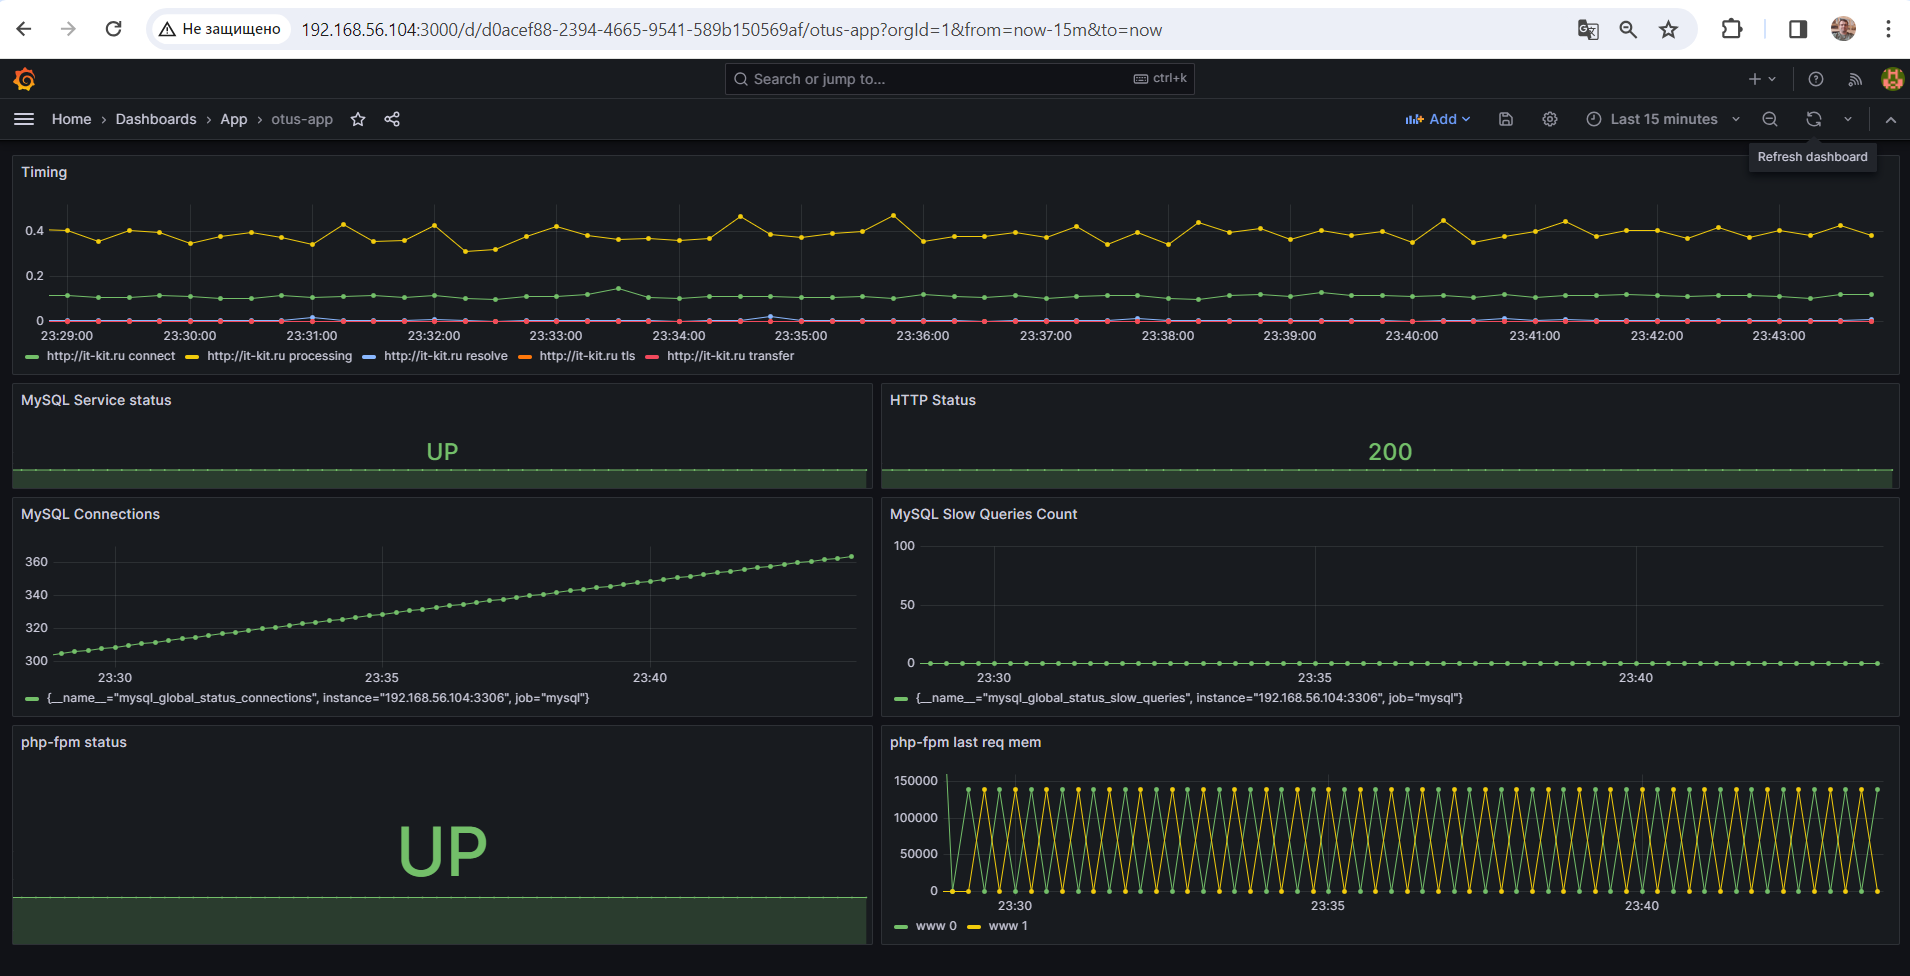 Не защищено 192.168.56.104:3000/d/d0acef88-2394-4665-9541-589b150569af/otus-app?orgId=1&from=now-15m&to=now
Search or jump to... ctrl+k
Home › Dashboards › App › otus-app Add Last 15 minutes
Refresh dashboard
Timing
0.4
0.2
0
23:29:00 23:30:00 23:31:00 23:32:00 23:33:00 23:34:00 23:35:00 23:36:00 23:37:00 23:38:00 23:39:00 23:40:00 23:41:00 23:42:00 23:43:00
http://it-kit.ru connect http://it-kit.ru processing http://it-kit.ru resolve http://it-kit.ru tls http://it-kit.ru transfer
MySQL Service status
UP
HTTP Status
200
MySQL Connections
360
340
320
300
23:30 23:35 23:40
{__name__="mysql_global_status_connections", instance="192.168.56.104:3306", job="mysql"}
MySQL Slow Queries Count
100
50
0
23:30 23:35 23:40
{__name__="mysql_global_status_slow_queries", instance="192.168.56.104:3306", job="mysql"}
php-fpm status
UP
php-fpm last req mem
150000
100000
50000
0
23:30 23:35 23:40
www 0 www 1